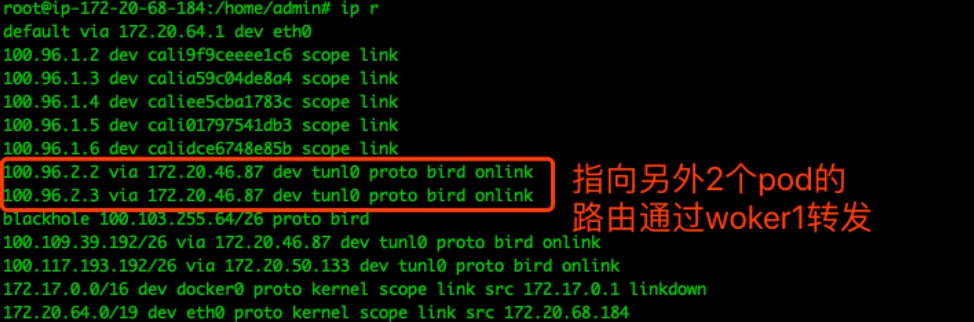 root@ip-172-20-68-184:/home/admin# ip r
default via 172.20.64.1 dev eth0
100.96.1.2 dev cali9f9ceeee1c6 scope link
100.96.1.3 dev calia59c04de8a4 scope link
100.96.1.4 dev caliee5cba1783c scope link
100.96.1.5 dev cali01797541db3 scope link
100.96.1.6 dev calidce6748e85b scope link
100.96.2.2 via 172.20.46.87 dev tunl0 proto bird onlink
100.96.2.3 via 172.20.46.87 dev tunl0 proto bird onlink
指向另外2个pod的
路由通过woker1转发
blackhole 100.103.255.64/26 proto bird
100.109.39.192/26 via 172.20.46.87 dev tunl0 proto bird onlink
100.117.193.192/26 via 172.20.50.133 dev tunl0 proto bird onlink
172.17.0.0/16 dev docker0 proto kernel scope link src 172.17.0.1 linkdown
172.20.64.0/19 dev eth0 proto kernel scope link src 172.20.68.184